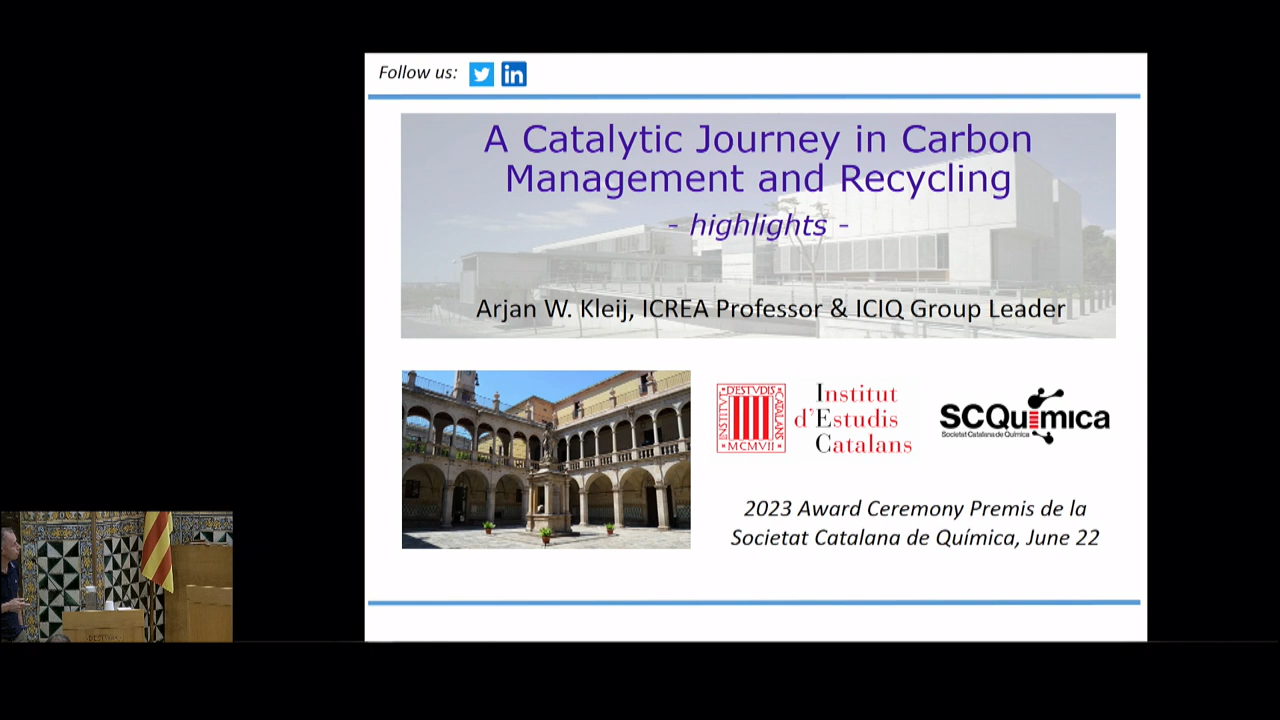 Follow us:
in
A Catalytic Journey in Carbon
Management and Recycling
- highlights -
Arjan W. Kleij, ICREA Professor & ICIQ Group Leader
INSTITVT
D'ESTVDIS
CATALANS
MCMVII
Institut
d'Estudis
Catalans
SCQuímica
Societat Catalana de Química
2023 Award Ceremony Premis de la
Societat Catalana de Química, June 22